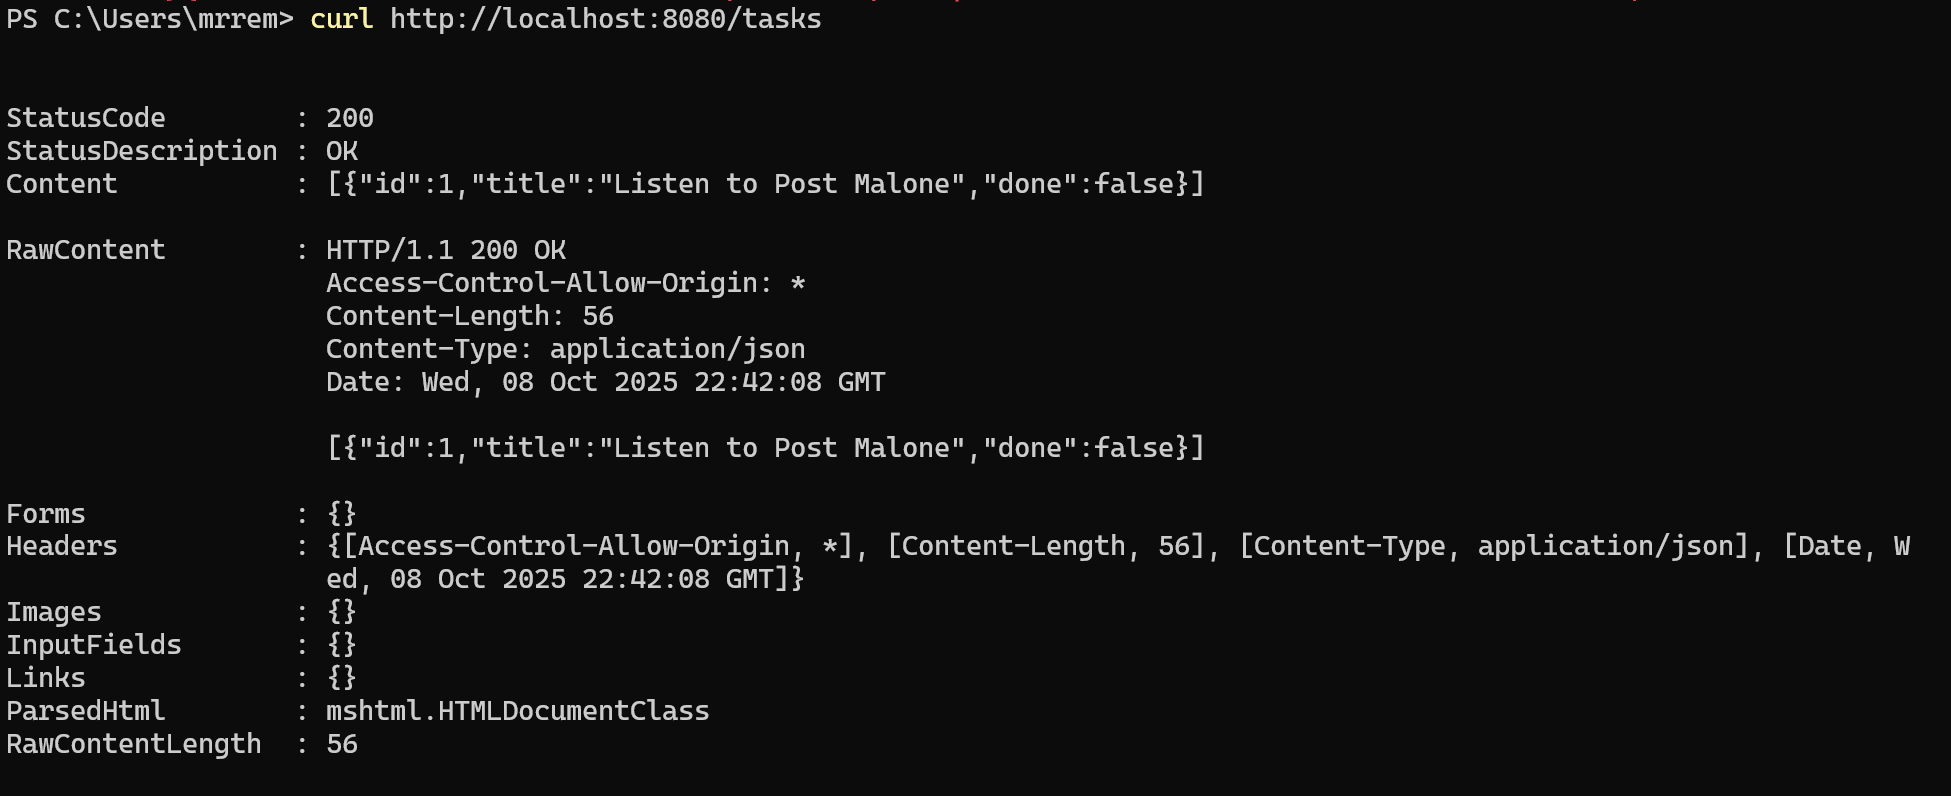 PS C:\Users\mrrem> curl http://localhost:8080/tasks
StatusCode        : 200
StatusDescription : OK
Content           : [{"id":1,"title":"Listen to Post Malone","done":false}]
RawContent        : HTTP/1.1 200 OK
                    Access-Control-Allow-Origin: *
                    Content-Length: 56
                    Content-Type: application/json
                    Date: Wed, 08 Oct 2025 22:42:08 GMT
                    [{"id":1,"title":"Listen to Post Malone","done":false}]
Forms             : {}
Headers           : {[Access-Control-Allow-Origin, *], [Content-Length, 56], [Content-Type, application/json], [Date, W
                    ed, 08 Oct 2025 22:42:08 GMT]}
Images            : {}
InputFields       : {}
Links             : {}
ParsedHtml        : mshtml.HTMLDocumentClass
RawContentLength  : 56